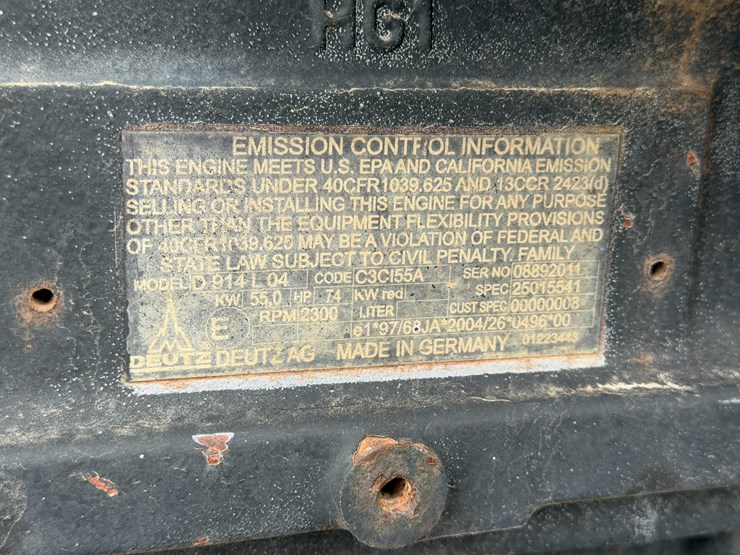 HC1
EMISSION CONTROL INFORMATION
THIS ENGINE MEETS U.S. EPA AND CALIFORNIA EMISSION
STANDARDS UNDER 40CFR1039.625 AND 13CCR 2423(d)
SELLING OR INSTALLING THIS ENGINE FOR ANY PURPOSE
OTHER THAN THE EQUIPMENT FLEXIBILITY PROVISIONS
OF 40CFR1039.625 MAY BE A VIOLATION OF FEDERAL AND
STATE LAW SUBJECT TO CIVIL PENALTY. FAMILY
MODEL D 914 L 04 CODE C3CI55A SER NO 08892011
KW 55,0 HP 74 KW red SPEC 25015541
E RPM 2300 LITER CUST SPEC 00000008
e1*97/68JA*2004/26*0496*00
DEUTZ DEUTZ AG MADE IN GERMANY 01223443